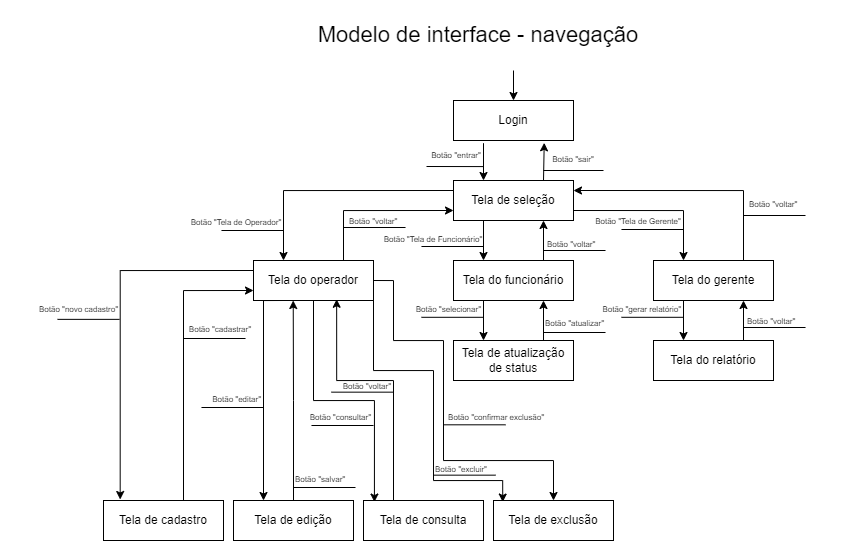 Modelo de interface - navegação
Login
Botão "entrar"
Botão "sair"
Tela de seleção
Botão "Tela de Operador"
Botão "voltar"
Botão "Tela de Funcionário"
Botão "voltar"
Botão "Tela de Gerente"
Botão "voltar"
Tela do operador
Tela do funcionário
Tela do gerente
Botão "novo cadastro"
Botão "cadastrar"
Botão "selecionar"
Botão "atualizar"
Botão "gerar relatório"
Botão "voltar"
Tela de atualização
de status
Tela do relatório
Botão "editar"
Botão "voltar"
Botão "consultar"
Botão "confirmar exclusão"
Botão "salvar"
Botão "excluir"
Tela de cadastro
Tela de edição
Tela de consulta
Tela de exclusão